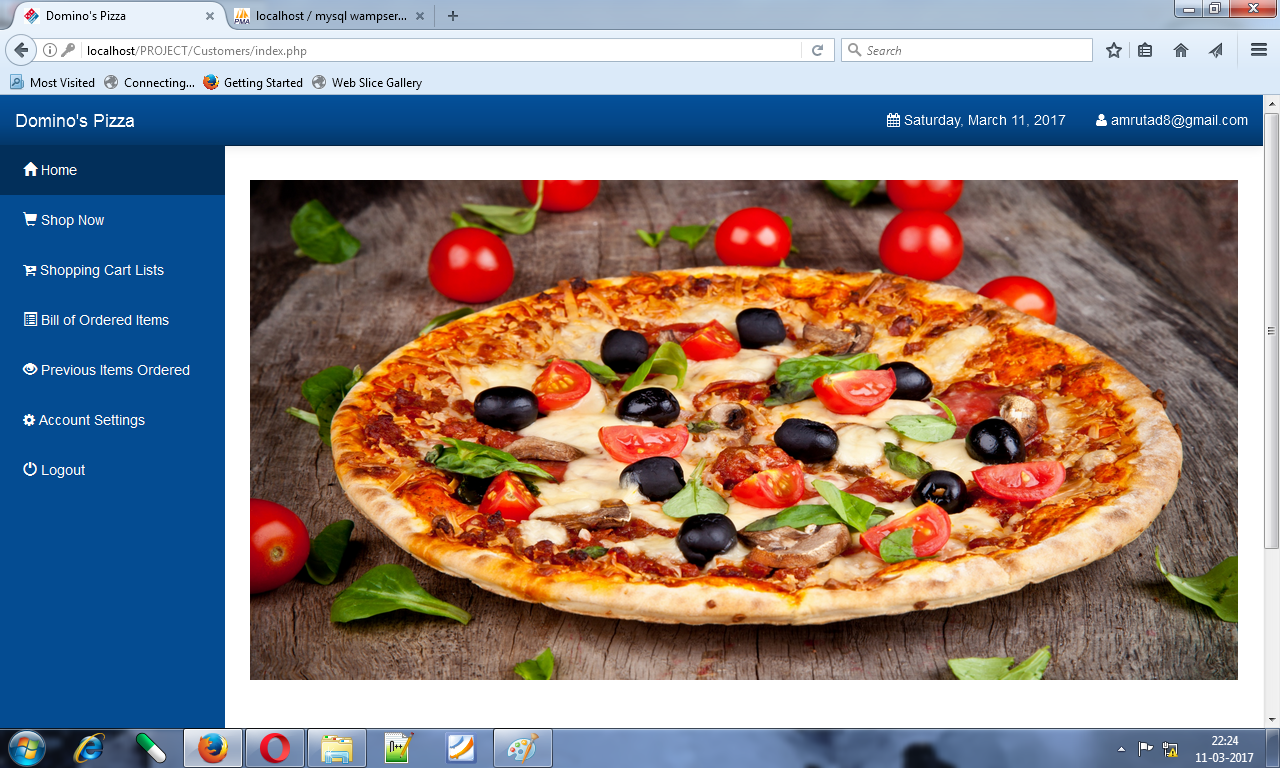 Domino's Pizza
localhost / mysql wampser...
localhost/PROJECT/Customers/index.php
Search
Most Visited
Connecting...
Getting Started
Web Slice Gallery
Domino's Pizza
Saturday, March 11, 2017
amrutad8@gmail.com
Home
Shop Now
Shopping Cart Lists
Bill of Ordered Items
Previous Items Ordered
Account Settings
Logout
22:24
11-03-2017